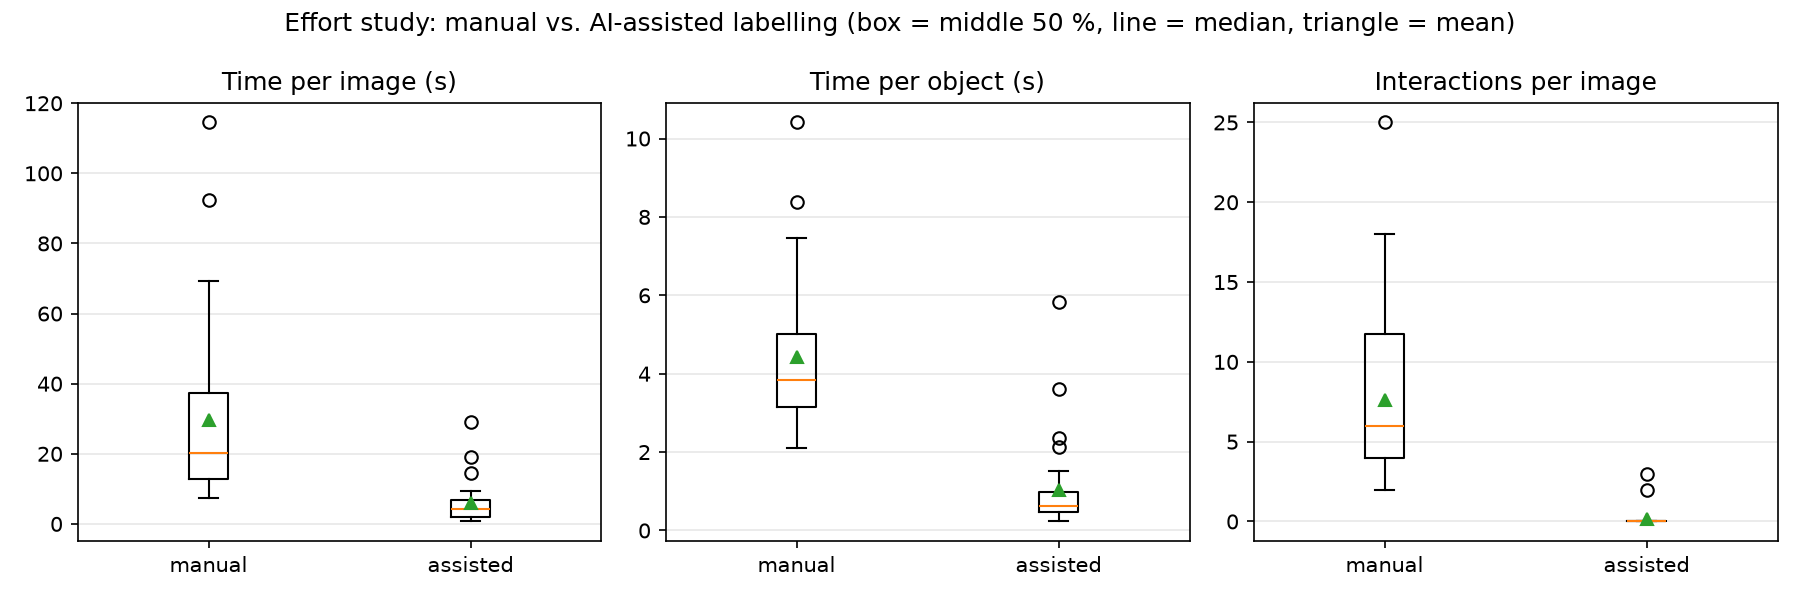 Effort study: manual vs. AI-assisted labelling (box = middle 50 %, line = median, triangle = mean)
Time per image (s)
120
100
80
60
40
20
0
manual
assisted
Time per object (s)
10
8
6
4
2
0
manual
assisted
Interactions per image
25
20
15
10
5
0
manual
assisted